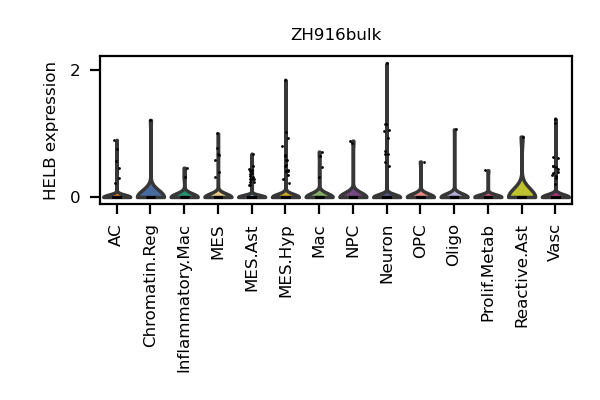 ZH916bulk
HELB expression
2
0
AC
Chromatin.Reg
Inflammatory.Mac
MES
MES.Ast
MES.Hyp
Mac
NPC
Neuron
OPC
Oligo
Prolif.Metab
Reactive.Ast
Vasc